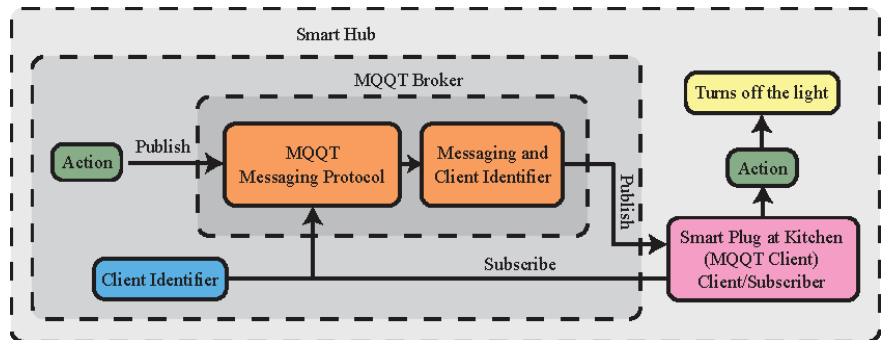 Smart Hub
MQQT Broker
Turns off the light
Publish
Action
MQQT
Messaging Protocol
Messaging and
Client Identifier
Action
Publish
Smart Plug at Kitchen
(MQQT Client)
Client/Subscriber
Subscribe
Client Identifier